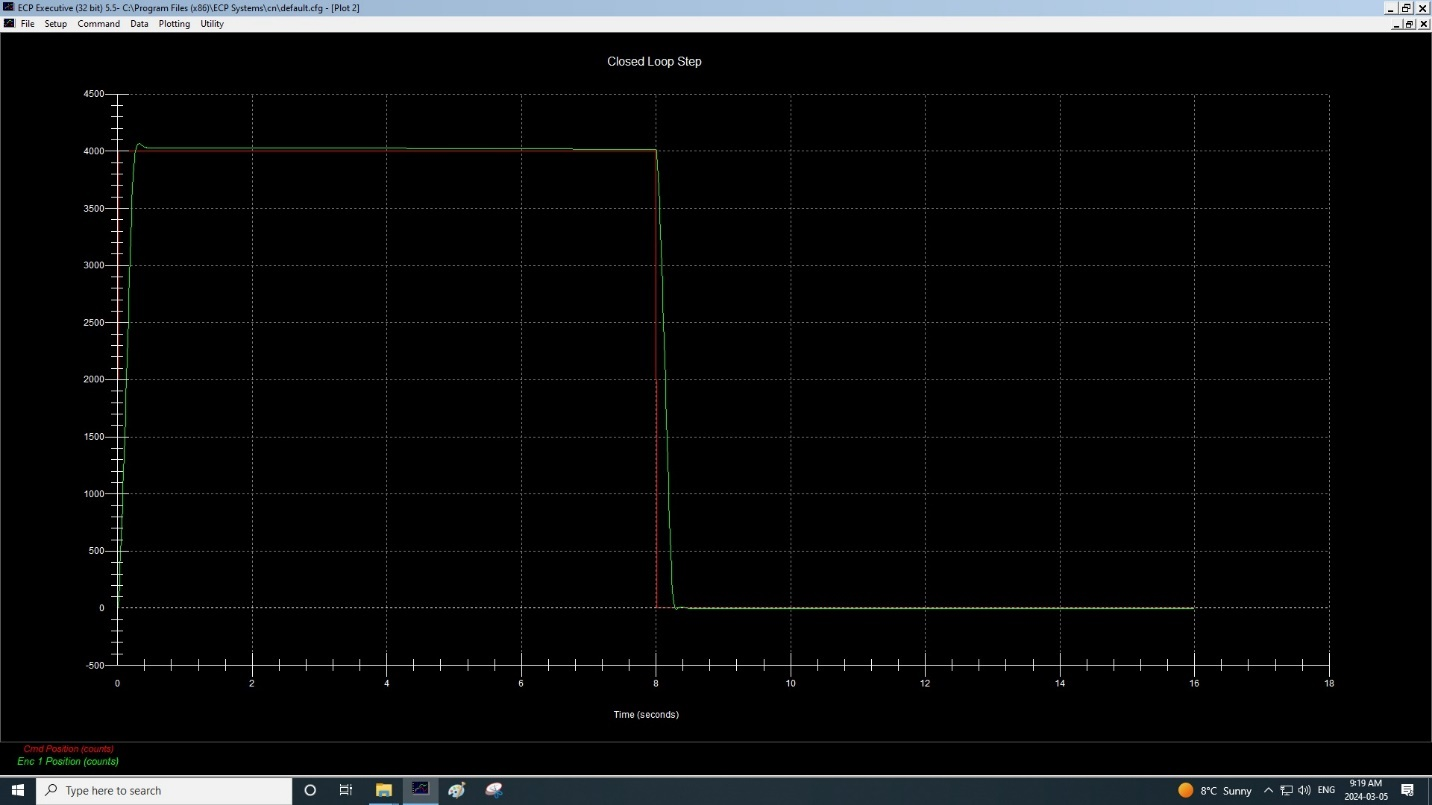 ECP Executive (32 bit) 5.5- C:\Program Files (x86)\ECP Systems\cn\default.cfg - [Plot 2]
File Setup Command Data Plotting Utility
Closed Loop Step
4500
4000
3500
3000
2500
2000
1500
1000
500
0
-500
0 2 4 6 8 10 12 14 16 18
Time (seconds)
Cmd Position (counts)
Enc 1 Position (counts)
Type here to search
8°C Sunny
ENG
9:19 AM
2024-03-05